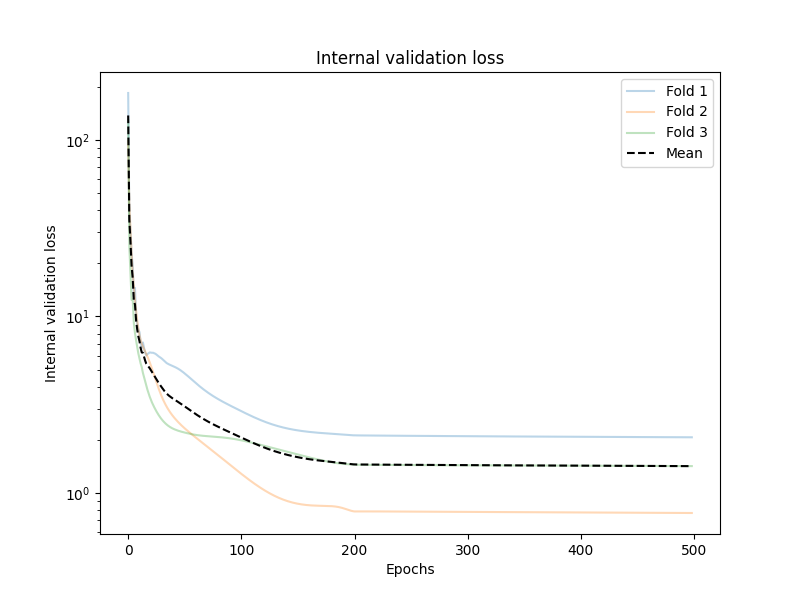 Internal validation loss
Fold 1
Fold 2
Fold 3
Mean
Internal validation loss
10²
10¹
10⁰
0
100
200
300
400
500
Epochs